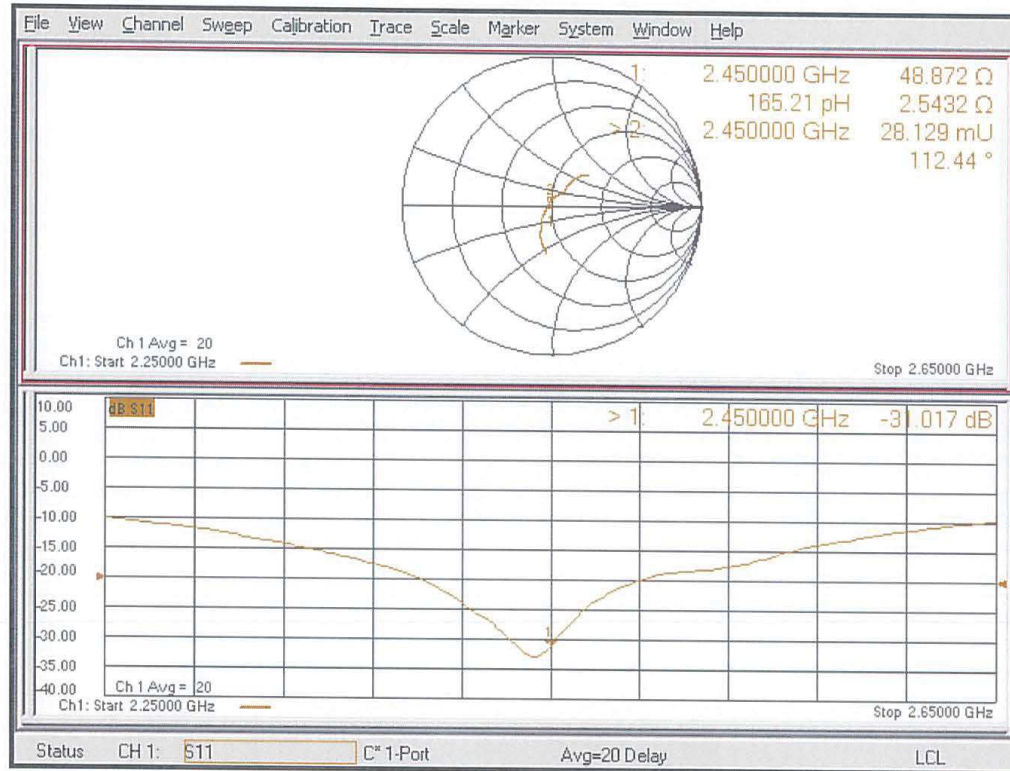 File View Channel Sweep Calibration Trace Scale Marker System Window Help
1: 2.450000 GHz 48.872 Ω
165.21 pH 2.5432 Ω
> 2: 2.450000 GHz 28.129 mU
112.44 °
Ch 1 Avg = 20
Ch1: Start 2.25000 GHz
Stop 2.65000 GHz
10.00
dB S11
> 1: 2.450000 GHz -31.017 dB
5.00
0.00
-5.00
-10.00
-15.00
-20.00
-25.00
-30.00
1
-35.00
-40.00
Ch 1 Avg = 20
Ch1: Start 2.25000 GHz
Stop 2.65000 GHz
Status CH 1: S11 C* 1-Port Avg=20 Delay LCL